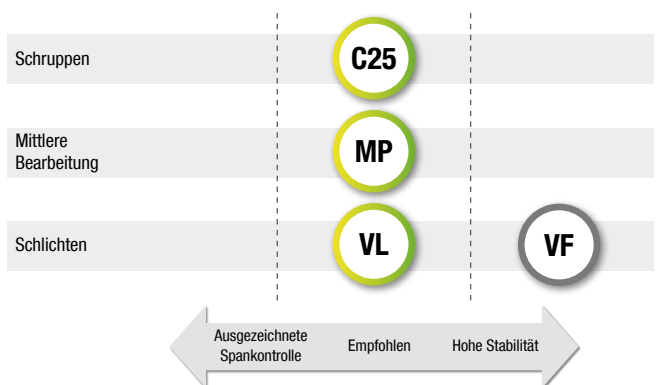 Schruppen
C25
Mittlere
Bearbeitung
MP
Schlichten
VL
VF
Ausgezeichnete
Spankontrolle
Empfohlen
Hohe Stabilität